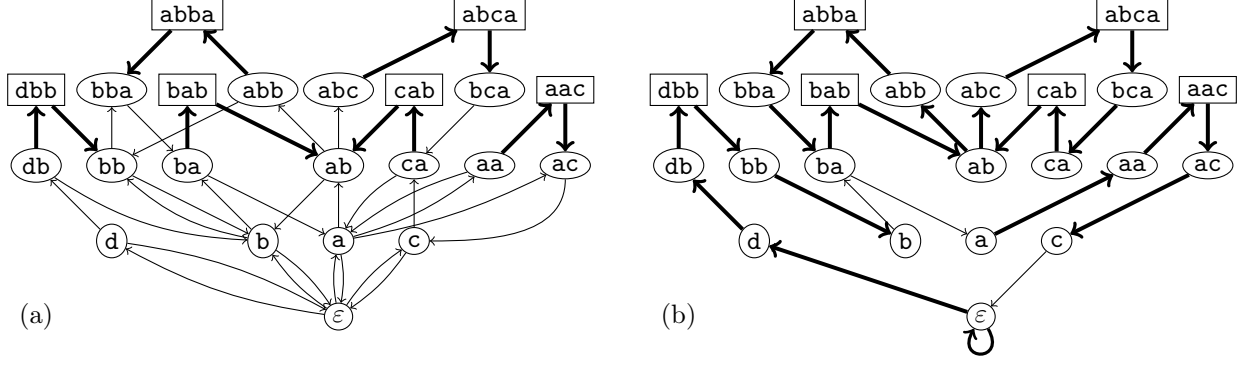 abba abca abba abca
dbb bba bab abb abc cab bca aac dbb bba bab abb abc cab bca aac
db bb ba ab ca aa ac db bb ba ab ca aa ac
d b a c d b a c
(a) ε (b) ε